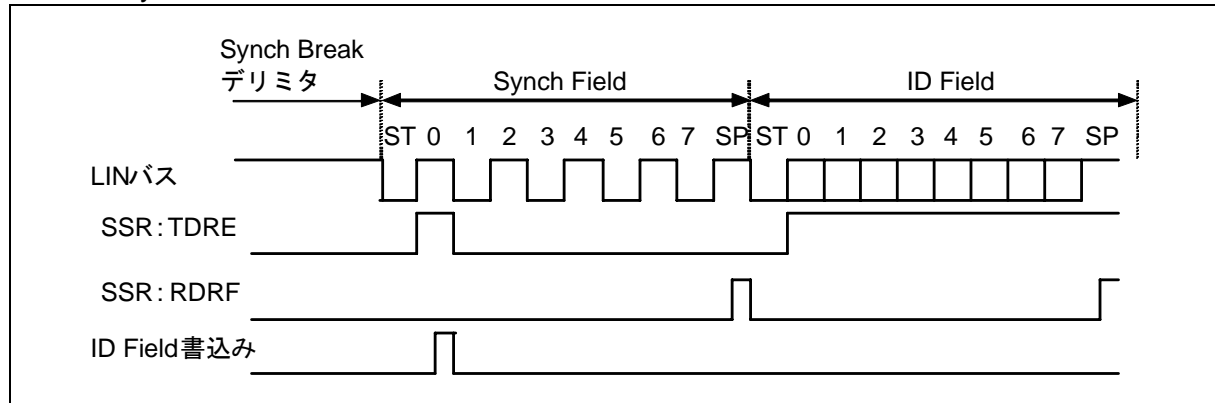 Synch Break
デリミタ
Synch Field
ID Field
ST 0 1 2 3 4 5 6 7 SP ST 0 1 2 3 4 5 6 7 SP
LINバス
SSR:TDRE
SSR:RDRF
ID Field書込み